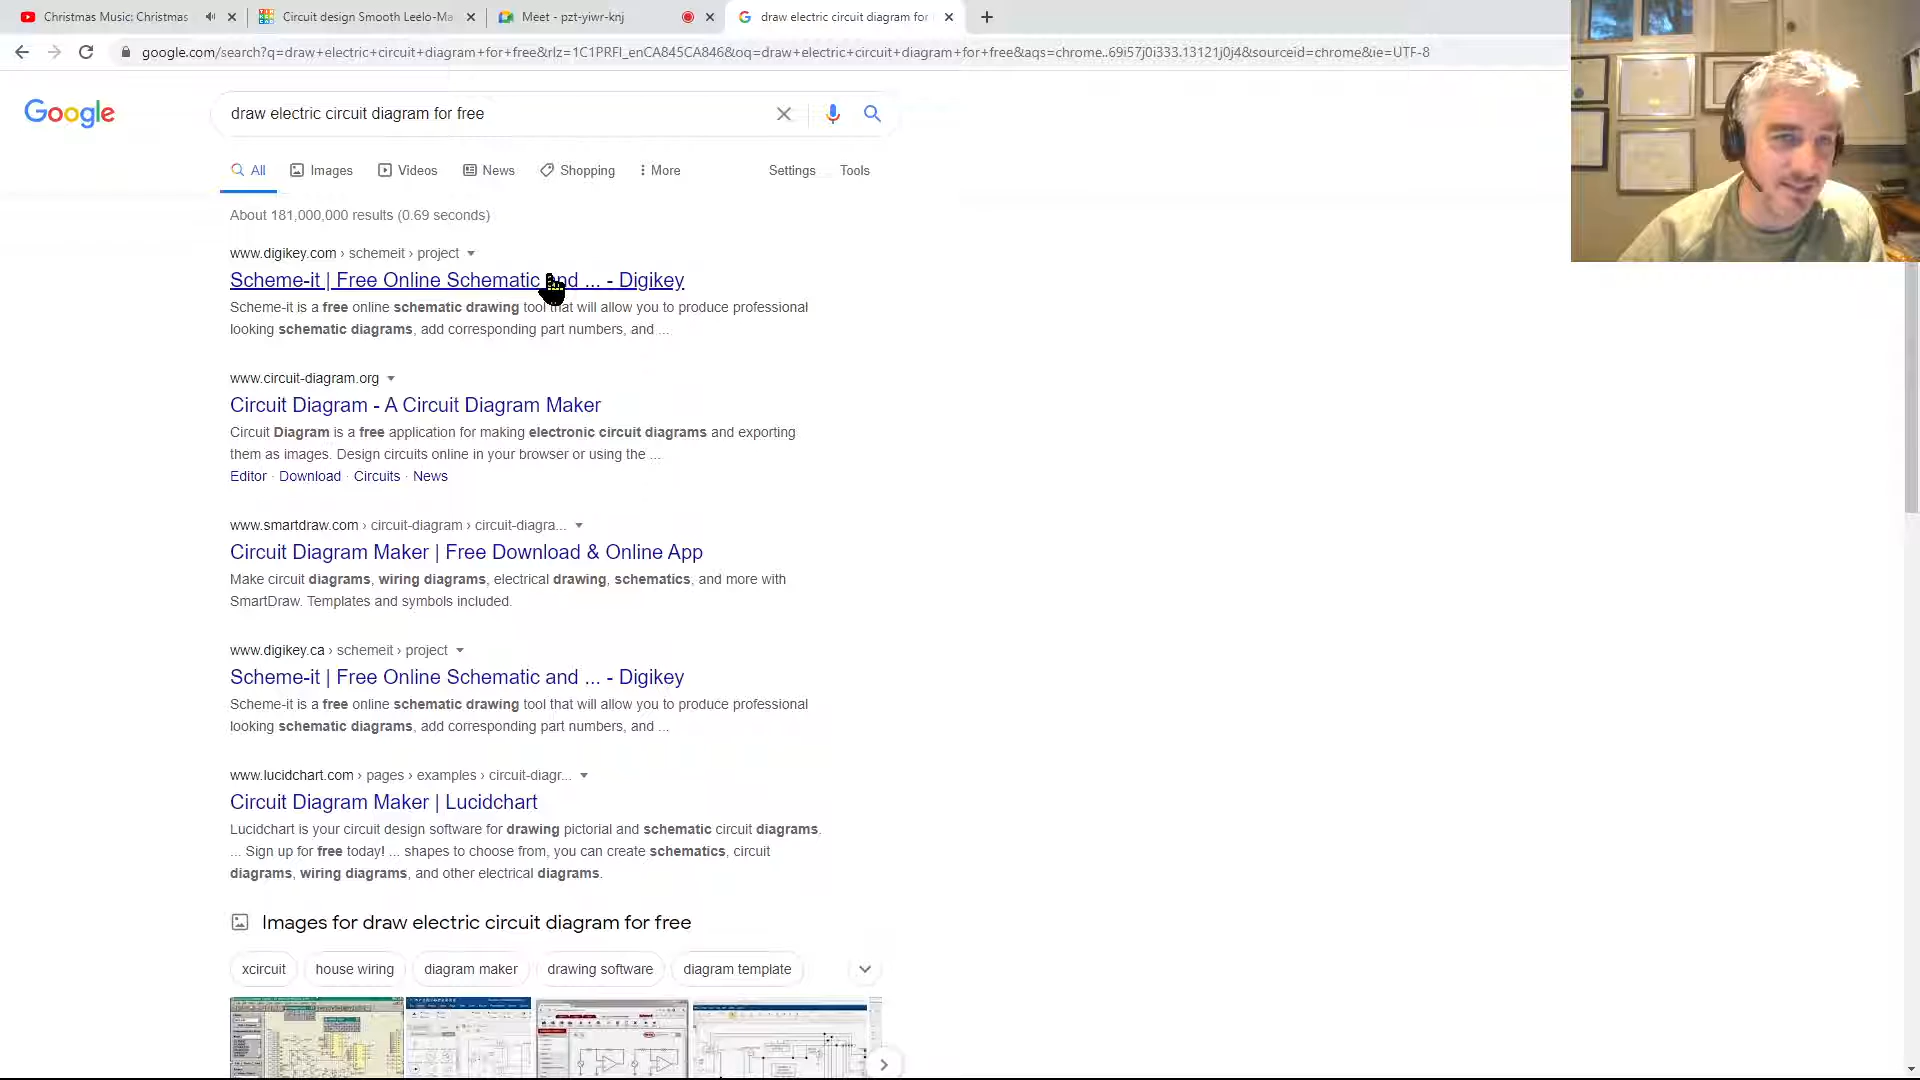 Christmas Music: Christmas
Circuit design Smooth Leelo-Ma
Meet - pzt-yiwr-knj
draw electric circuit diagram for
google.com/search?q=draw+electric+circuit+diagram+for+free&rlz=1C1PRFI_enCA845CA846&oq=draw+electric+circuit+diagram+for+free&aqs=chrome..69i57j0i333.13121j0j4&sourceid=chrome&ie=UTF-8
Google
draw electric circuit diagram for free
All
Images
Videos
News
Shopping
More
Settings
Tools
About 181,000,000 results (0.69 seconds)
www.digikey.com › schemeit › project
Scheme-it | Free Online Schematic and ... - Digikey
Scheme-it is a free online schematic drawing tool that will allow you to produce professional
looking schematic diagrams, add corresponding part numbers, and ...
www.circuit-diagram.org
Circuit Diagram - A Circuit Diagram Maker
Circuit Diagram is a free application for making electronic circuit diagrams and exporting
them as images. Design circuits online in your browser or using the ...
Editor · Download · Circuits · News
www.smartdraw.com › circuit-diagram › circuit-diagra...
Circuit Diagram Maker | Free Download & Online App
Make circuit diagrams, wiring diagrams, electrical drawing, schematics, and more with
SmartDraw. Templates and symbols included.
www.digikey.ca › schemeit › project
Scheme-it | Free Online Schematic and ... - Digikey
Scheme-it is a free online schematic drawing tool that will allow you to produce professional
looking schematic diagrams, add corresponding part numbers, and ...
www.lucidchart.com › pages › examples › circuit-diagr...
Circuit Diagram Maker | Lucidchart
Lucidchart is your circuit design software for drawing pictorial and schematic circuit diagrams.
... Sign up for free today! ... shapes to choose from, you can create schematics, circuit
diagrams, wiring diagrams, and other electrical diagrams.
Images for draw electric circuit diagram for free
xcircuit
house wiring
diagram maker
drawing software
diagram template